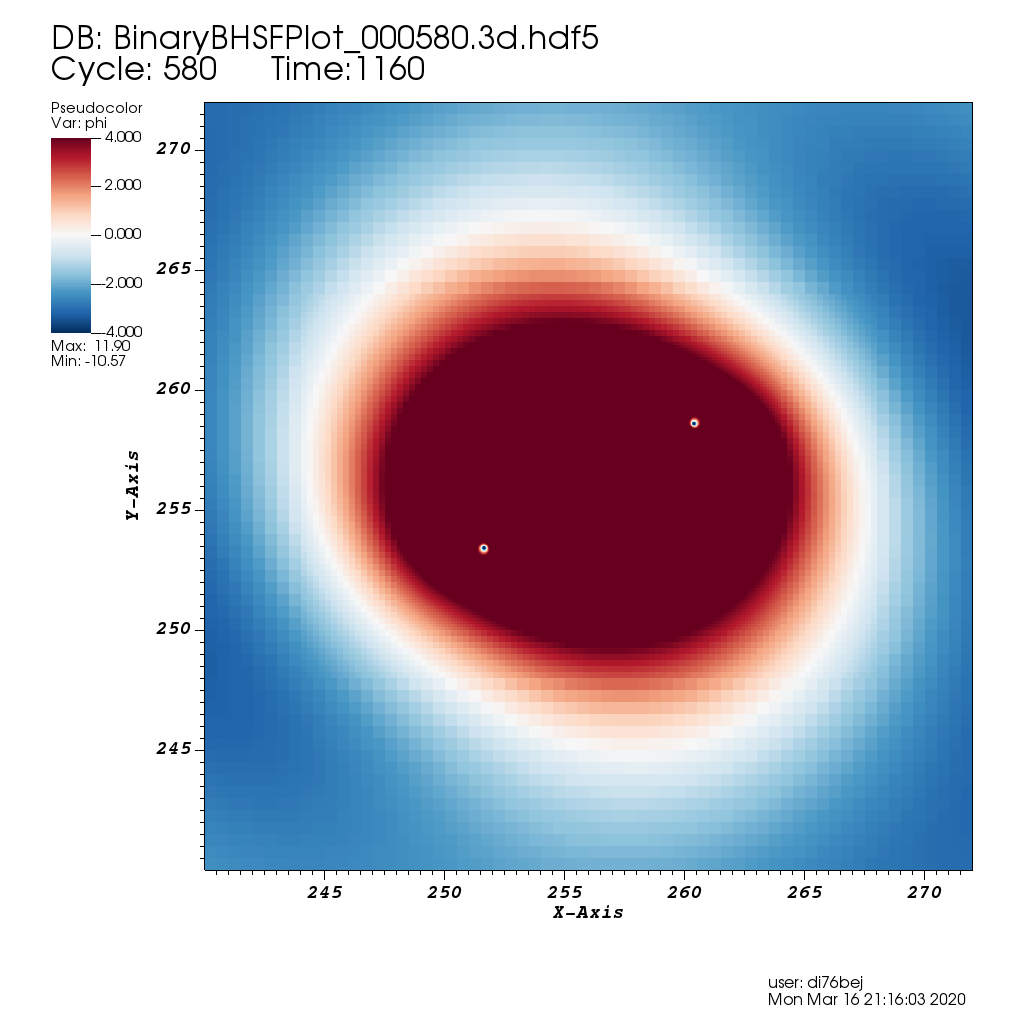 DB: BinaryBHSFPlot_000580.3d.hdf5
Cycle: 580 Time:1160
Pseudocolor
Var: phi
4.000
2.000
0.000
-2.000
-4.000
Max: 11.90
Min: -10.57
270
265
260
255
250
245
Y-Axis
245 250 255 260 265 270
X-Axis
user: di76bej
Mon Mar 16 21:16:03 2020